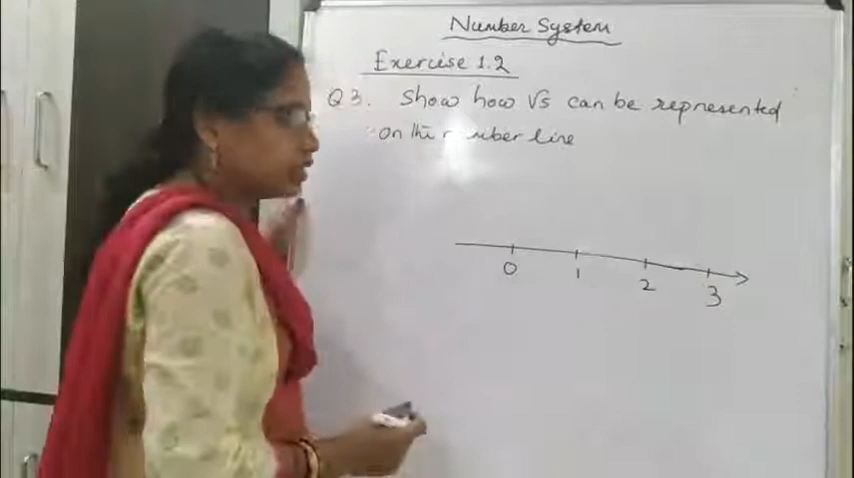 Number System
Exercise 1.2
Q3. Show how √5 can be represented
on the number line
0 1 2 3